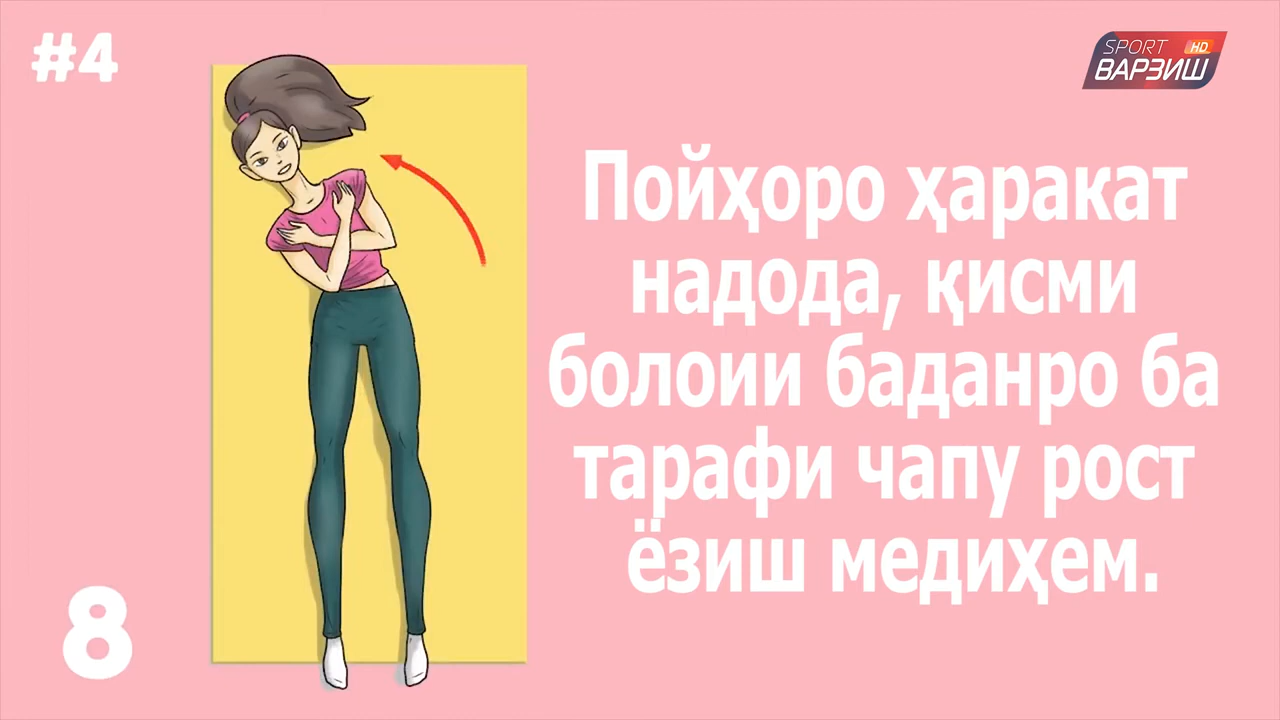 #4
SPORT HD
ВАРЗИШ
Пойҳоро ҳаракат
надода, қисми
болоии баданро ба
тарафи чапу рост
ёзиш медиҳем.
8